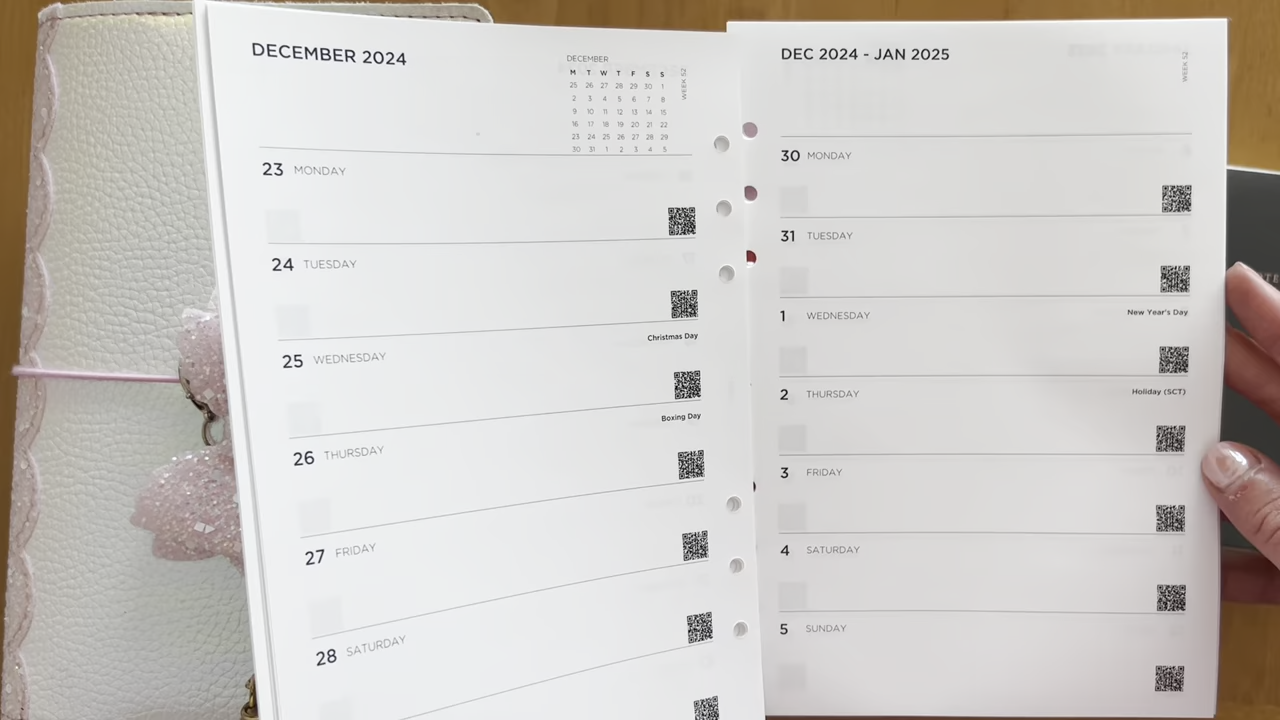 DECEMBER 2024
DECEMBER
M T W T F S S
25 26 27 28 29 30 1
2 3 4 5 6 7 8
9 10 11 12 13 14 15
16 17 18 19 20 21 22
23 24 25 26 27 28 29
30 31 1 2 3 4 5
WEEK 52
23 MONDAY
24 TUESDAY
Christmas Day
25 WEDNESDAY
Boxing Day
26 THURSDAY
27 FRIDAY
28 SATURDAY
DEC 2024 - JAN 2025
WEEK 52
30 MONDAY
31 TUESDAY
1 WEDNESDAY
New Year's Day
2 THURSDAY
Holiday (SCT)
3 FRIDAY
4 SATURDAY
5 SUNDAY